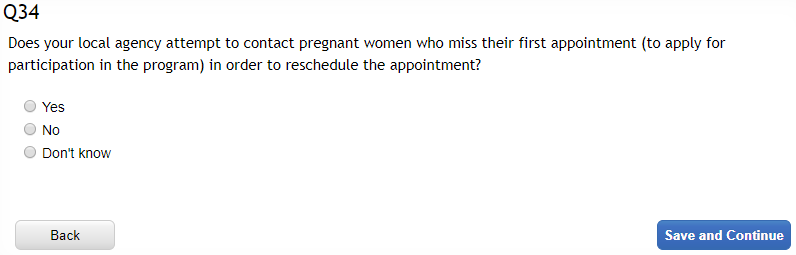 Q34
Does your local agency attempt to contact pregnant women who miss their first appointment (to apply for
participation in the program) in order to reschedule the appointment?
Yes
No
Don't know
Back
Save and Continue